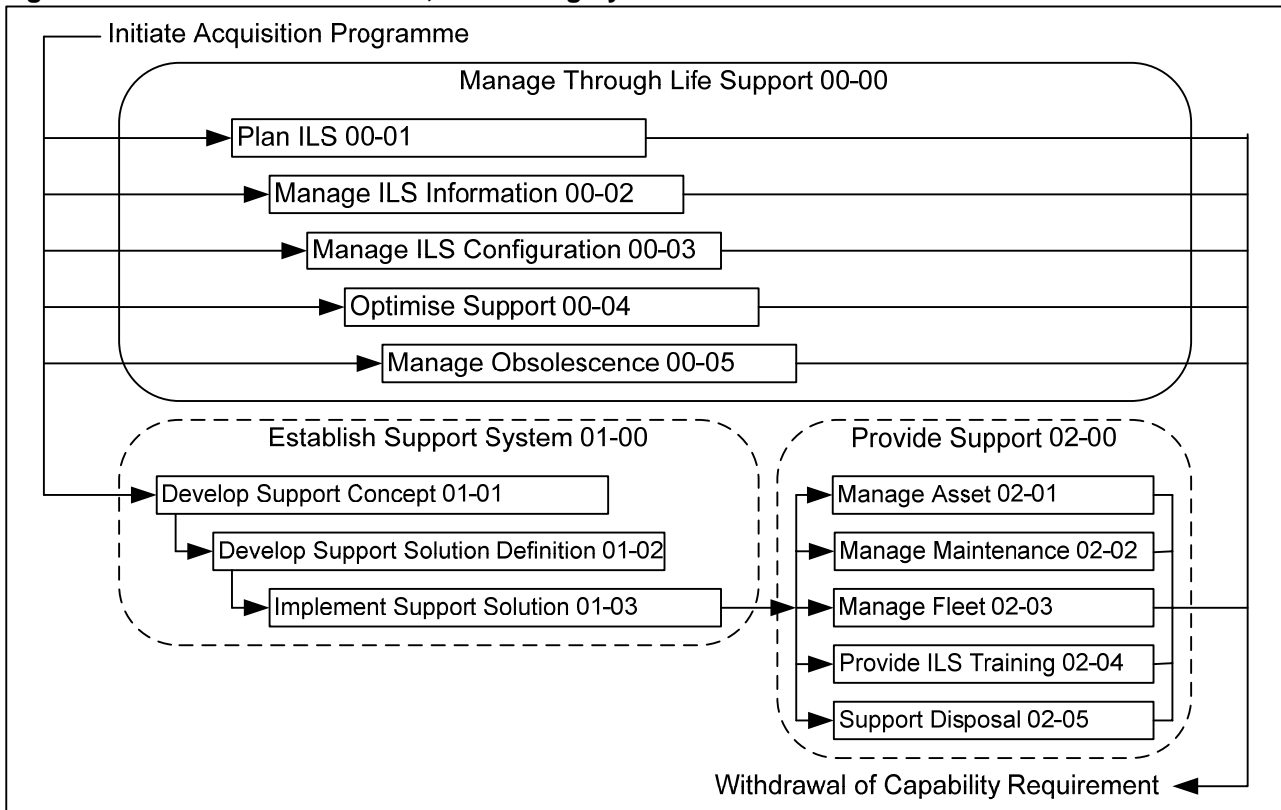 Initiate Acquisition Programme
Manage Through Life Support 00-00
Plan ILS 00-01
Manage ILS Information 00-02
Manage ILS Configuration 00-03
Optimise Support 00-04
Manage Obsolescence 00-05
Establish Support System 01-00
Develop Support Concept 01-01
Develop Support Solution Definition 01-02
Implement Support Solution 01-03
Provide Support 02-00
Manage Asset 02-01
Manage Maintenance 02-02
Manage Fleet 02-03
Provide ILS Training 02-04
Support Disposal 02-05
Withdrawal of Capability Requirement